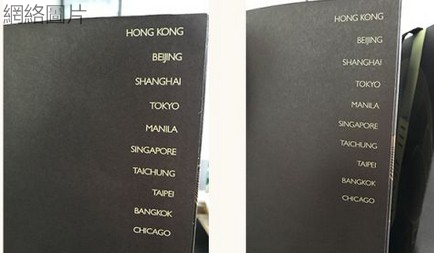 網絡圖片
HONG KONG
BEIJING
SHANGHAI
TOKYO
MANILA
SINGAPORE
TAICHUNG
TAIPEI
BANGKOK
CHICAGO
HONG KONG
BEIJING
SHANGHAI
TOKYO
MANILA
SINGAPORE
TAICHUNG
TAIPEI
BANGKOK
CHICAGO